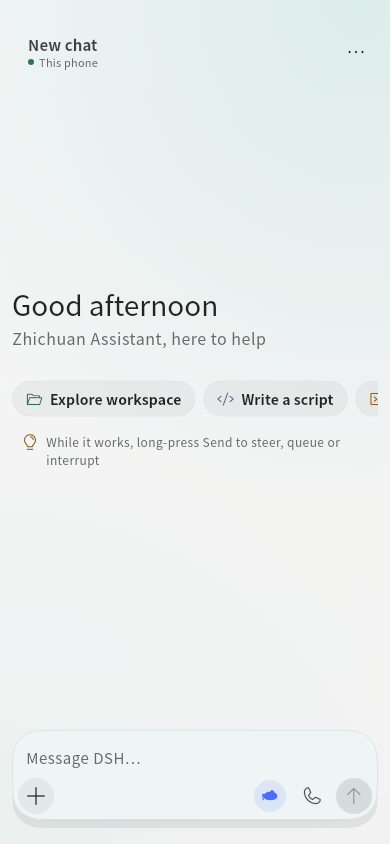 New chat
This phone
Good afternoon
Zhichuan Assistant, here to help
Explore workspace
Write a script
While it works, long-press Send to steer, queue or
interrupt
Message DSH…